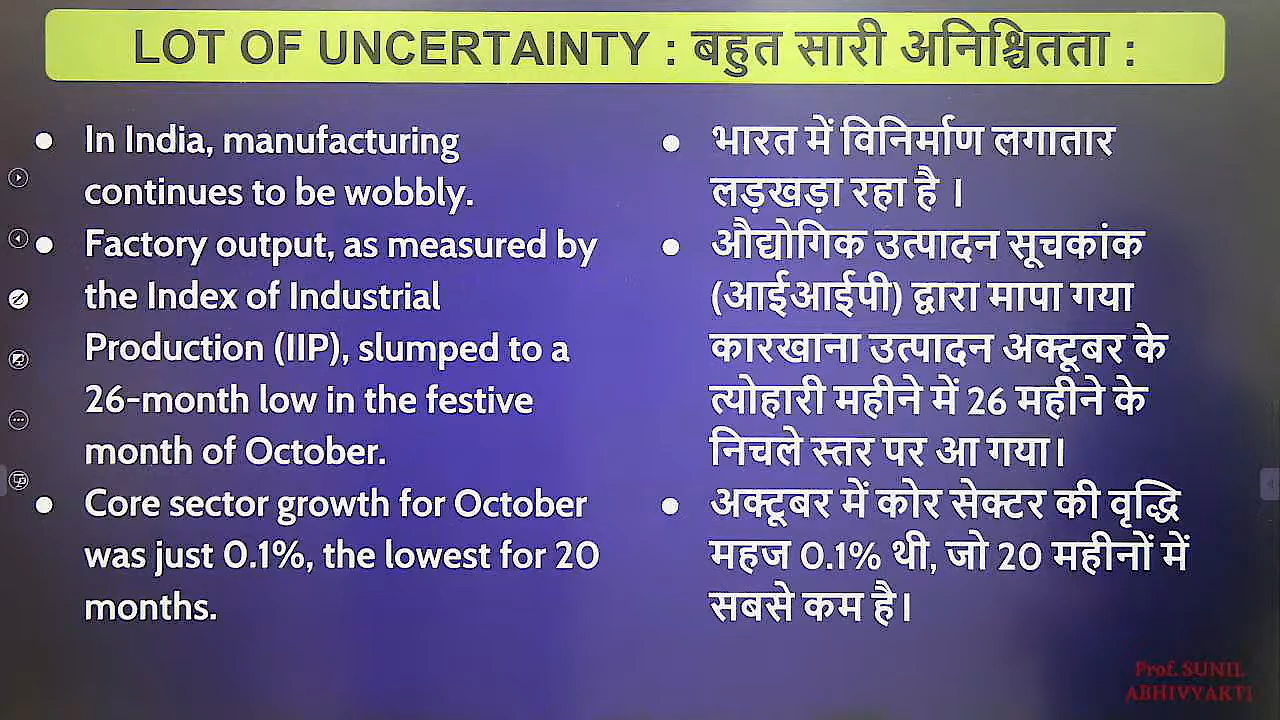 LOT OF UNCERTAINTY : बहुत सारी अनिश्चितता :
• In India, manufacturing
continues to be wobbly.
• Factory output, as measured by
the Index of Industrial
Production (IIP), slumped to a
26-month low in the festive
month of October.
• Core sector growth for October
was just 0.1%, the lowest for 20
months.
• भारत में विनिर्माण लगातार
लड़खड़ा रहा है ।
• औद्योगिक उत्पादन सूचकांक
(आईआईपी) द्वारा मापा गया
कारखाना उत्पादन अक्टूबर के
त्योहारी महीने में 26 महीने के
निचले स्तर पर आ गया।
• अक्टूबर में कोर सेक्टर की वृद्धि
महज 0.1% थी, जो 20 महीनों में
सबसे कम है।
Prof. SUNIL
ABHIVYAKTI